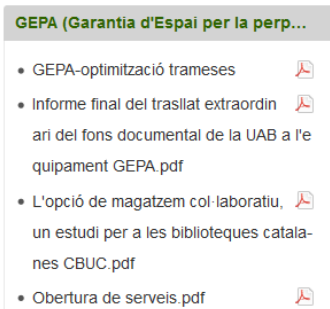 GEPA (Garantia d'Espai per la perp...
GEPA-optimització trameses
Informe final del trasllat extraordin
ari del fons documental de la UAB a l'e
quipament GEPA.pdf
L'opció de magatzem col·laboratiu,
un estudi per a les biblioteques catala-
nes CBUC.pdf
Obertura de serveis.pdf